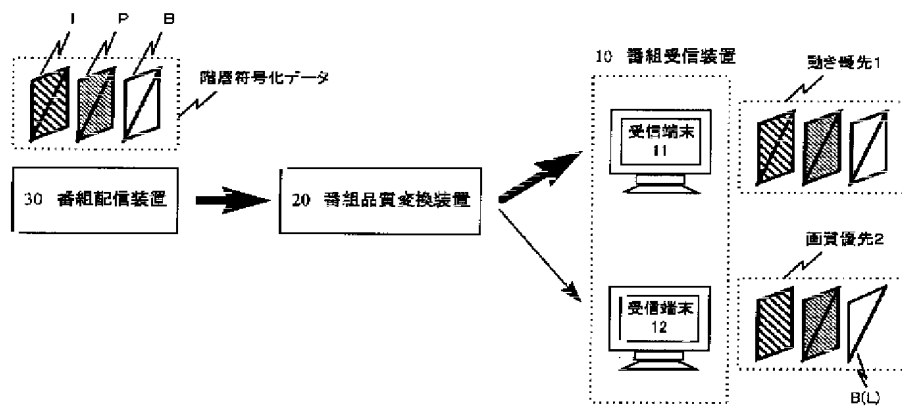 I P B
階層符号化データ
30 番組配信装置
20 番組品質変換装置
10 番組受信装置
受信端末
11
動き優先1
受信端末
12
画質優先2
B(L)